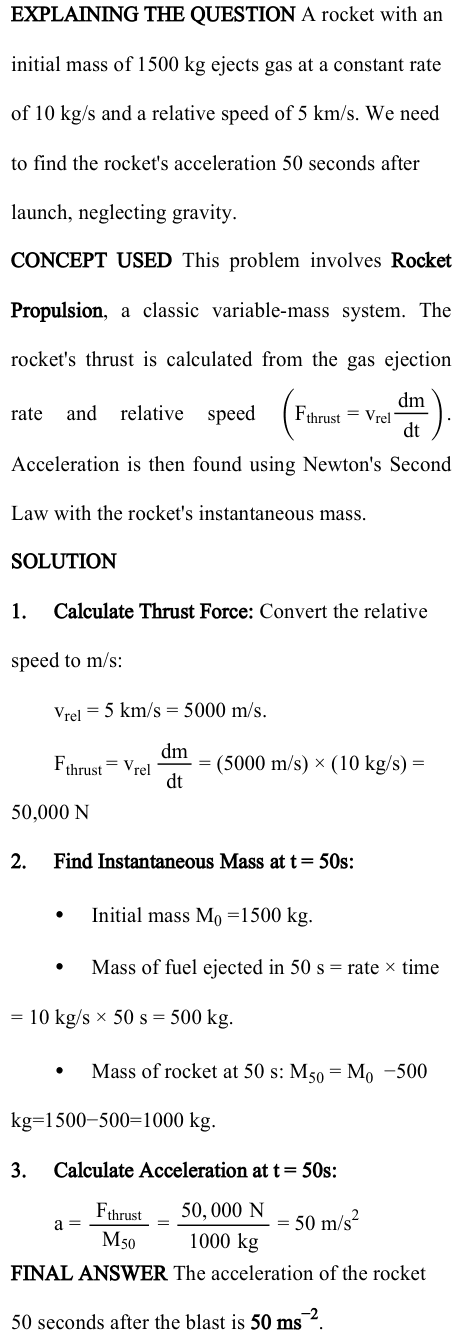 EXPLAINING THE QUESTION A rocket with an
initial mass of 1500 kg ejects gas at a constant rate
of 10 kg/s and a relative speed of 5 km/s. We need
to find the rocket's acceleration 50 seconds after
launch, neglecting gravity.
CONCEPT USED This problem involves Rocket
Propulsion, a classic variable-mass system. The
rocket's thrust is calculated from the gas ejection
rate and relative speed (F_thrust = v_rel dm/dt).
Acceleration is then found using Newton's Second
Law with the rocket's instantaneous mass.
SOLUTION
1. Calculate Thrust Force: Convert the relative
speed to m/s:
v_rel = 5 km/s = 5000 m/s.
F_thrust = v_rel dm/dt = (5000 m/s) × (10 kg/s) =
50,000 N
2. Find Instantaneous Mass at t = 50s:
• Initial mass M₀ =1500 kg.
• Mass of fuel ejected in 50 s = rate × time
= 10 kg/s × 50 s = 500 kg.
• Mass of rocket at 50 s: M₅₀ = M₀ −500
kg=1500−500=1000 kg.
3. Calculate Acceleration at t = 50s:
a = F_thrust/M₅₀ = 50,000 N/1000 kg = 50 m/s²
FINAL ANSWER The acceleration of the rocket
50 seconds after the blast is 50 ms⁻².